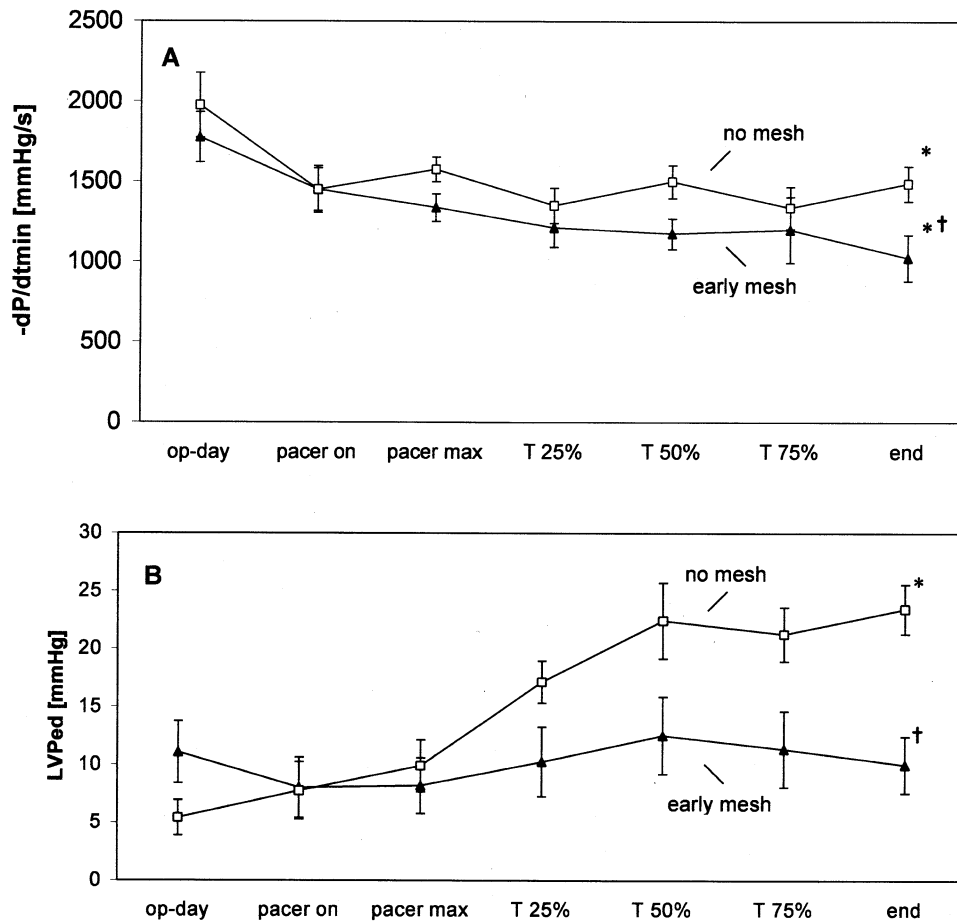 2500
A
2000
no mesh
*
1500
* †
1000
early mesh
500
0
-dP/dtmin [mmHg/s]
op-day pacer on pacer max T 25% T 50% T 75% end
30
B
no mesh
*
25
20
15
†
10
early mesh
5
0
LVPed [mmHg]
op-day pacer on pacer max T 25% T 50% T 75% end